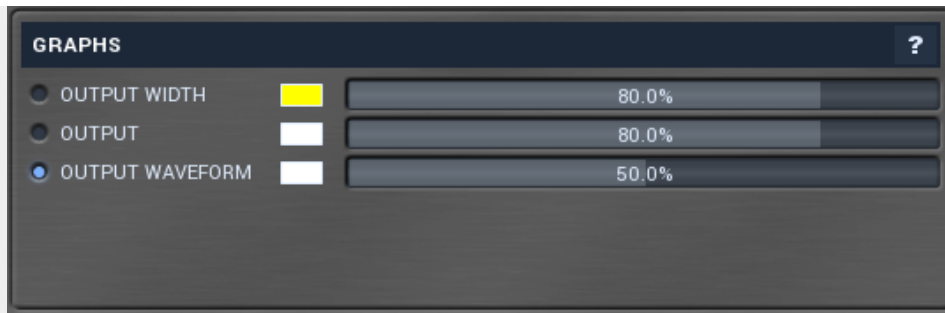 GRAPHS ?
OUTPUT WIDTH 80.0%
OUTPUT 80.0%
OUTPUT WAVEFORM 50.0%